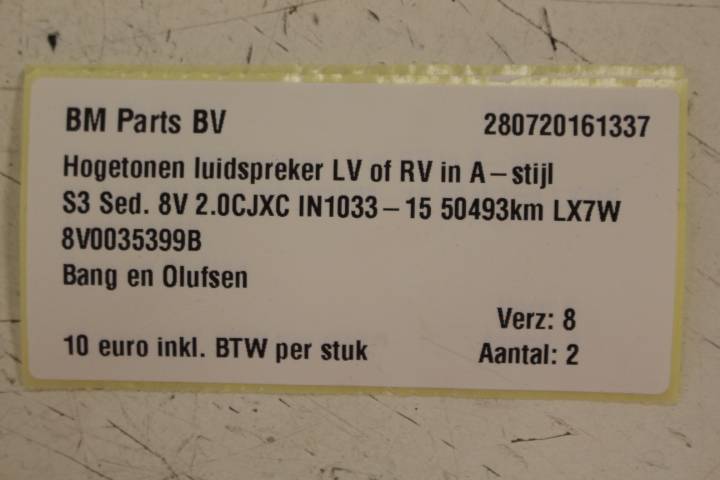 BM Parts BV 280720161337
Hogetonen luidspreker LV of RV in A-stijl
S3 Sed. 8V 2.0CJXC IN1033-15 50493km LX7W
8V0035399B
Bang en Olufsen
Verz: 8
10 euro inkl. BTW per stuk Aantal: 2